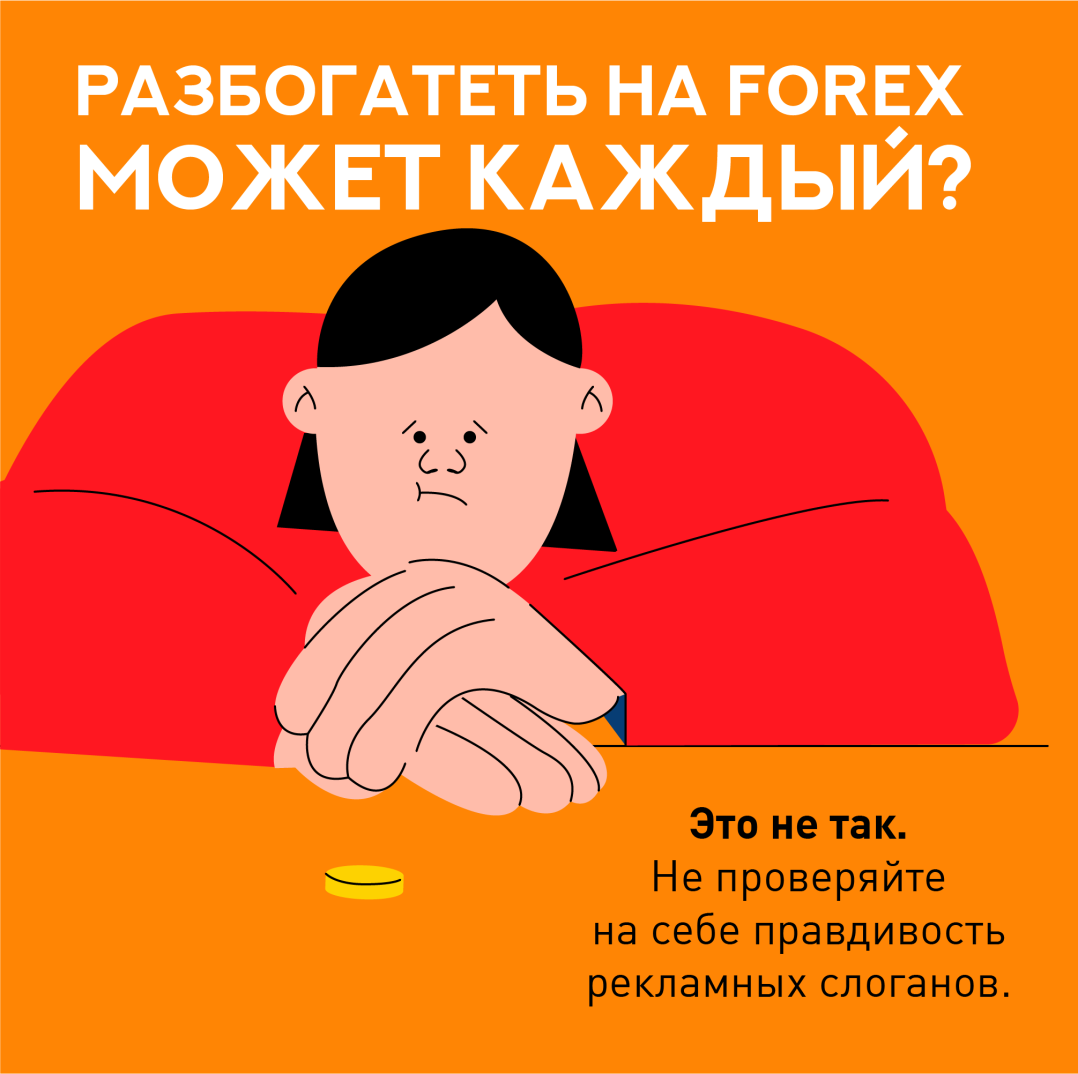 РАЗБОГАТЕТЬ НА FOREX
МОЖЕТ КАЖДЫЙ?
Это не так.
Не проверяйте
на себе правдивость
рекламных слоганов.